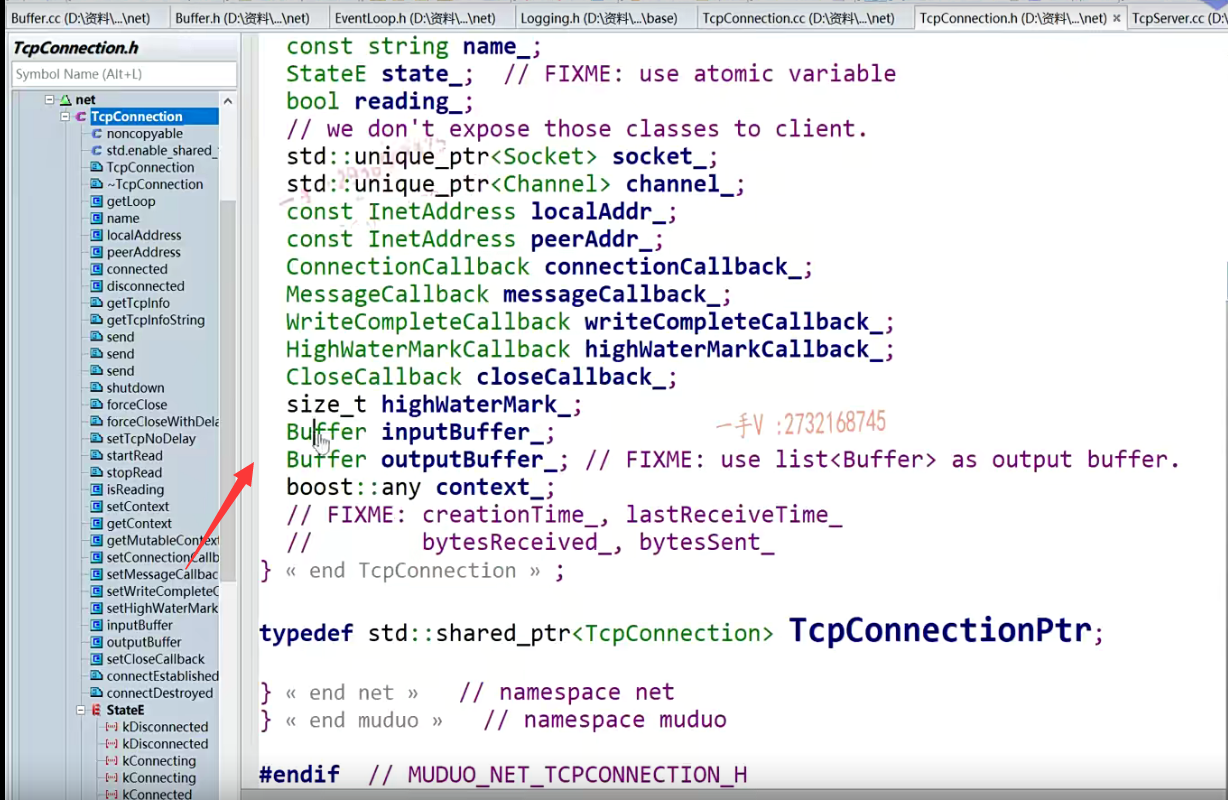 Buffer.cc (D:\资料\...\net)
Buffer.h (D:\资料\...\net)
EventLoop.h (D:\资料\...\net)
Logging.h (D:\资料\...\base)
TcpConnection.cc (D:\资料\...\net)
TcpConnection.h (D:\资料\...\net)
TcpServer.cc (D:\
TcpConnection.h
Symbol Name (Alt+L)
net
TcpConnection
noncopyable
std.enable_shared_
TcpConnection
~TcpConnection
getLoop
name
localAddress
peerAddress
connected
disconnected
getTcpInfo
getTcpInfoString
send
send
send
shutdown
forceClose
forceCloseWithDela
setTcpNoDelay
startRead
stopRead
isReading
setContext
getContext
getMutableContext
setConnectionCallb
setMessageCallbac
setWriteCompleteC
setHighWaterMark
inputBuffer
outputBuffer
setCloseCallback
connectEstablished
connectDestroyed
StateE
kDisconnected
kDisconnected
kConnecting
kConnecting
kConnected
const string name_;
StateE state_; // FIXME: use atomic variable
bool reading_;
// we don't expose those classes to client.
std::unique_ptr<Socket> socket_;
std::unique_ptr<Channel> channel_;
const InetAddress localAddr_;
const InetAddress peerAddr_;
ConnectionCallback connectionCallback_;
MessageCallback messageCallback_;
WriteCompleteCallback writeCompleteCallback_;
HighWaterMarkCallback highWaterMarkCallback_;
CloseCallback closeCallback_;
size_t highWaterMark_;
一手V :2732168745
Buffer inputBuffer_;
Buffer outputBuffer_; // FIXME: use list<Buffer> as output buffer.
boost::any context_;
// FIXME: creationTime_, lastReceiveTime_
// bytesReceived_, bytesSent_
} « end TcpConnection » ;
typedef std::shared_ptr<TcpConnection> TcpConnectionPtr;
} « end net » // namespace net
} « end muduo » // namespace muduo
#endif // MUDUO_NET_TCPCONNECTION_H